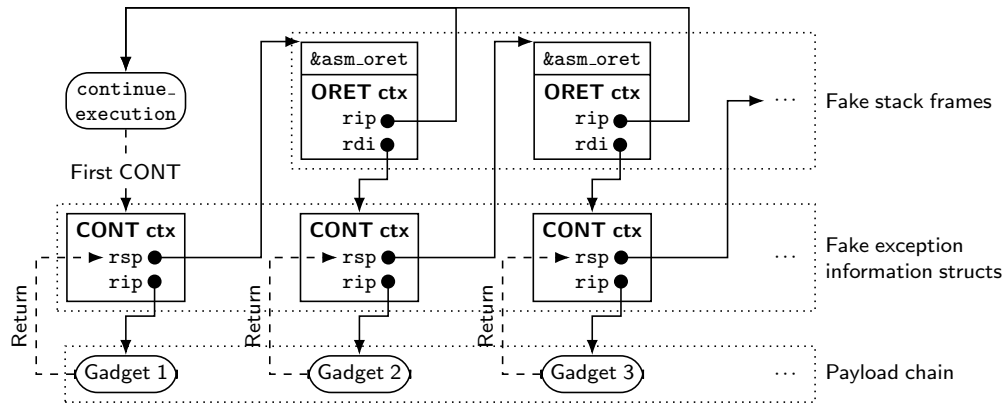 &asm_oret
&asm_oret
continue_
execution
ORET ctx
rip
rdi
ORET ctx
rip
rdi
···
Fake stack frames
First CONT
CONT ctx
rsp
rip
CONT ctx
rsp
rip
CONT ctx
rsp
rip
···
Fake exception
information structs
Return
Return
Return
Gadget 1
Gadget 2
Gadget 3
···
Payload chain